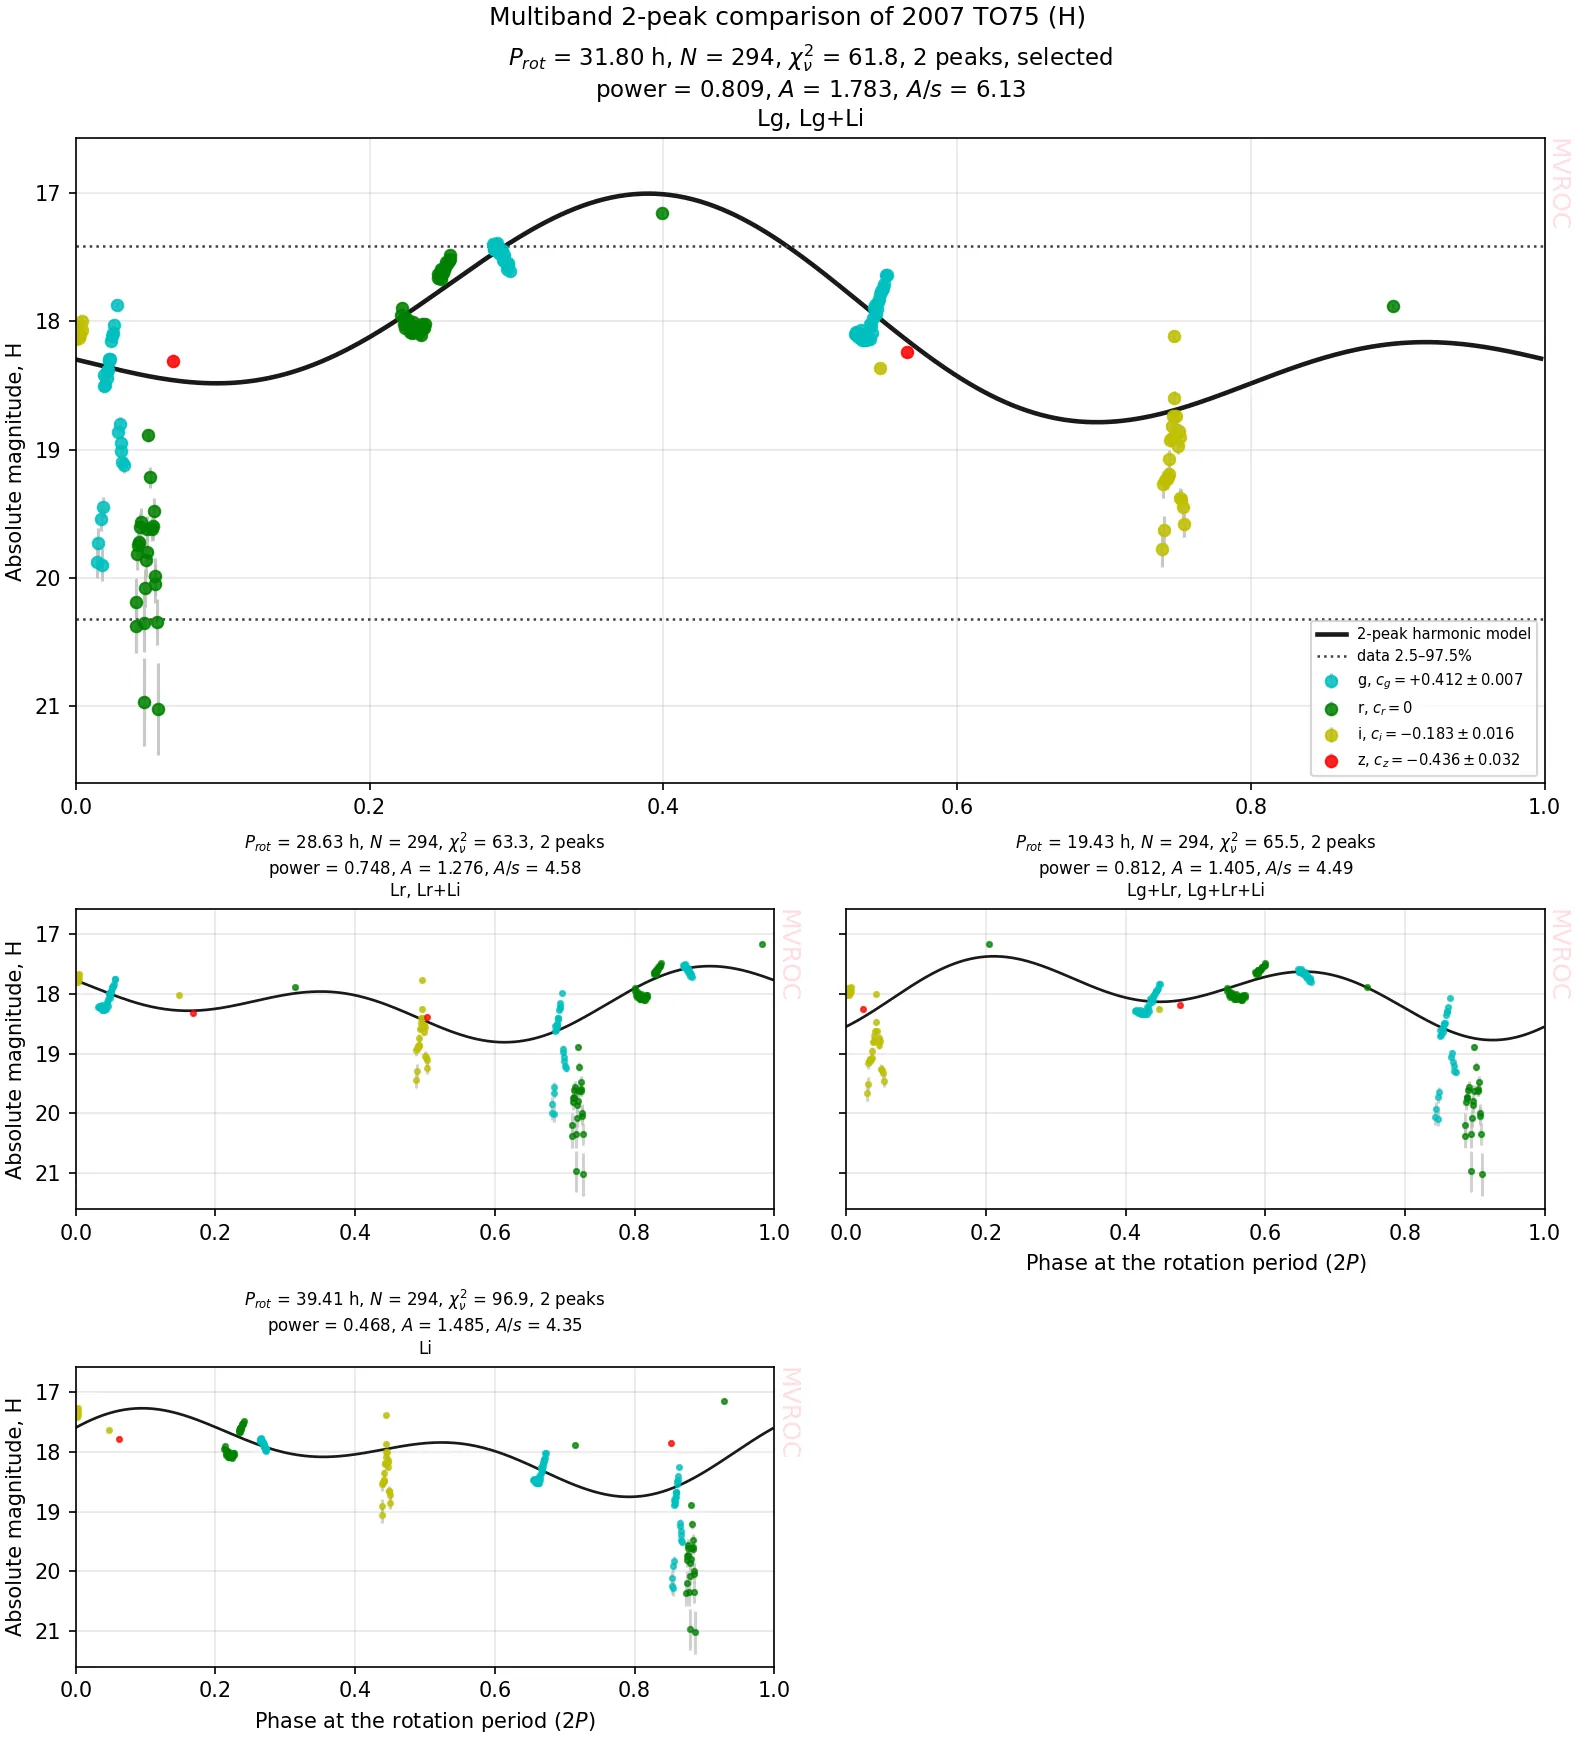 Multiband 2-peak comparison of 2007 TO75 (H)
P_rot = 31.80 h, N = 294, χ²_ν = 61.8, 2 peaks, selected
power = 0.809, A = 1.783, A/s = 6.13
Lg, Lg+Li
MVROC
Absolute magnitude, H
17
18
19
20
21
2-peak harmonic model
data 2.5–97.5%
g, c_g = +0.412 ± 0.007
r, c_r = 0
i, c_i = −0.183 ± 0.016
z, c_z = −0.436 ± 0.032
0.0 0.2 0.4 0.6 0.8 1.0
P_rot = 28.63 h, N = 294, χ²_ν = 63.3, 2 peaks
power = 0.748, A = 1.276, A/s = 4.58
Lr, Lr+Li
MVROC
Absolute magnitude, H
17
18
19
20
21
0.0 0.2 0.4 0.6 0.8 1.0
P_rot = 19.43 h, N = 294, χ²_ν = 65.5, 2 peaks
power = 0.812, A = 1.405, A/s = 4.49
Lg+Lr, Lg+Lr+Li
MVROC
0.0 0.2 0.4 0.6 0.8 1.0
Phase at the rotation period (2P)
P_rot = 39.41 h, N = 294, χ²_ν = 96.9, 2 peaks
power = 0.468, A = 1.485, A/s = 4.35
Li
MVROC
Absolute magnitude, H
17
18
19
20
21
0.0 0.2 0.4 0.6 0.8 1.0
Phase at the rotation period (2P)